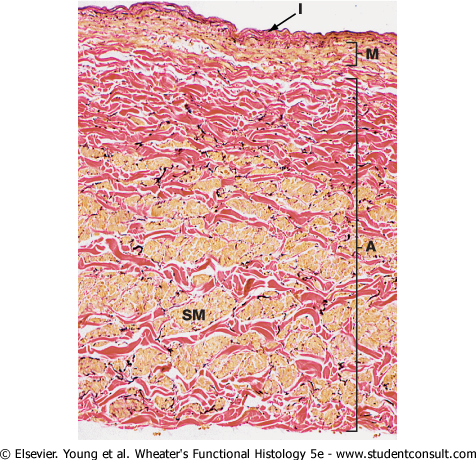 I
M
A
SM
© Elsevier. Young et al. Wheater's Functional Histology 5e - www.studentconsult.com